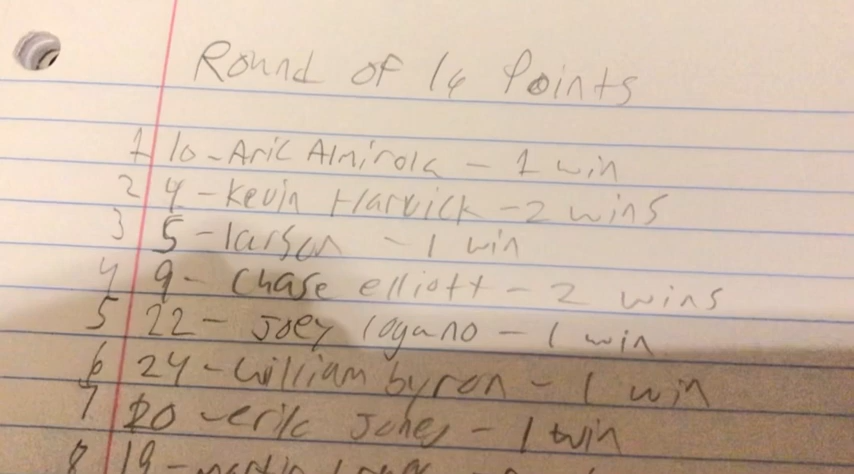 Round of 16 Points
1 10 - Aric Almirola - 1 win
2 4 - Kevin Harvick - 2 wins
3 5 - larson - 1 win
4 9 - Chase elliott - 2 wins
5 22 - Joey logano - 1 win
6 24 - william byron - 1 win
7 20 - erik Jones - 1 win
8 19 - martin